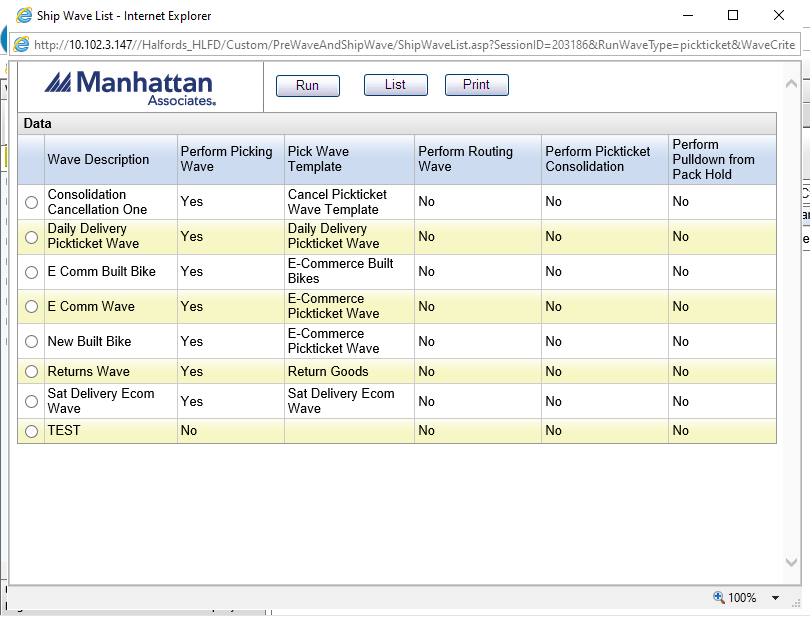 Ship Wave List - Internet Explorer
http://10.102.3.147//Halfords_HLFD/Custom/PreWaveAndShipWave/ShipWaveList.asp?SessionID=203186&RunWaveType=pickticket&WaveCrite
Manhattan
Associates.
Run
List
Print
Data
Wave Description
Perform Picking
Wave
Pick Wave
Template
Perform Routing
Wave
Perform Pickticket
Consolidation
Perform
Pulldown from
Pack Hold
Consolidation
Cancellation One
Yes
Cancel Pickticket
Wave Template
No
No
No
Daily Delivery
Pickticket Wave
Yes
Daily Delivery
Pickticket Wave
No
No
No
E Comm Built Bike
Yes
E-Commerce Built
Bikes
No
No
No
E Comm Wave
Yes
E-Commerce
Pickticket Wave
No
No
No
New Built Bike
Yes
E-Commerce
Pickticket Wave
No
No
No
Returns Wave
Yes
Return Goods
No
No
No
Sat Delivery Ecom
Wave
Yes
Sat Delivery Ecom
Wave
No
No
No
TEST
No
No
No
No
100%